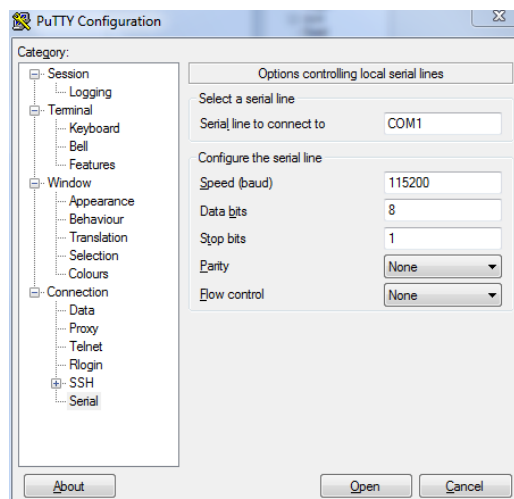 PuTTY Configuration
Category:
Session
Logging
Terminal
Keyboard
Bell
Features
Window
Appearance
Behaviour
Translation
Selection
Colours
Connection
Data
Proxy
Telnet
Rlogin
SSH
Serial
Options controlling local serial lines
Select a serial line
Serial line to connect to COM1
Configure the serial line
Speed (baud) 115200
Data bits 8
Stop bits 1
Parity None
Flow control None
About Open Cancel